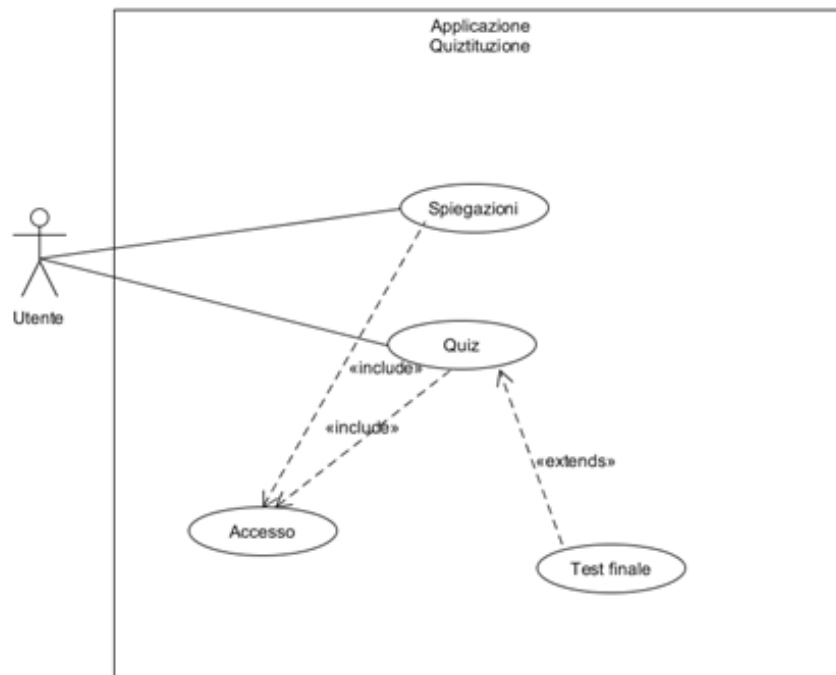 Applicazione
Quiztituzione
Spiegazioni
Utente
Quiz
«include»
«include»
«extends»
Accesso
Test finale